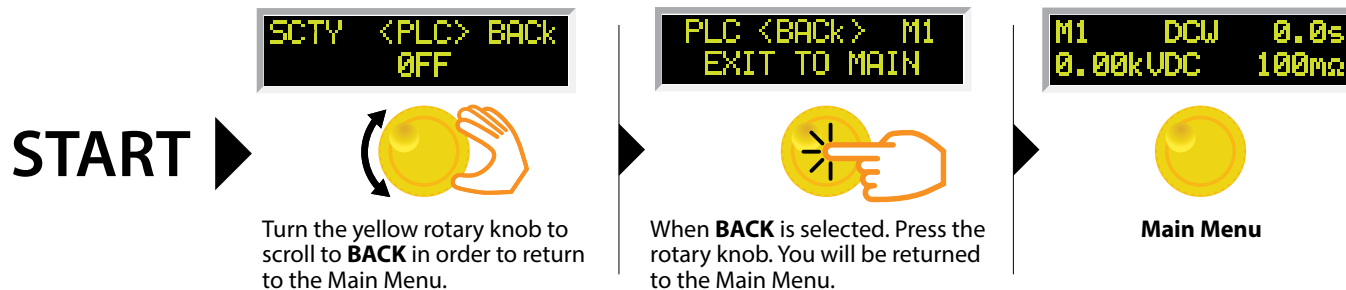 START
SCTY <PLC> BACk
0FF
Turn the yellow rotary knob to
scroll to BACK in order to return
to the Main Menu.
PLC <BACk> M1
EXIT TO MAIN
When BACK is selected. Press the
rotary knob. You will be returned
to the Main Menu.
M1 DCW 0.0s
0.00kVDC 100mΩ
Main Menu